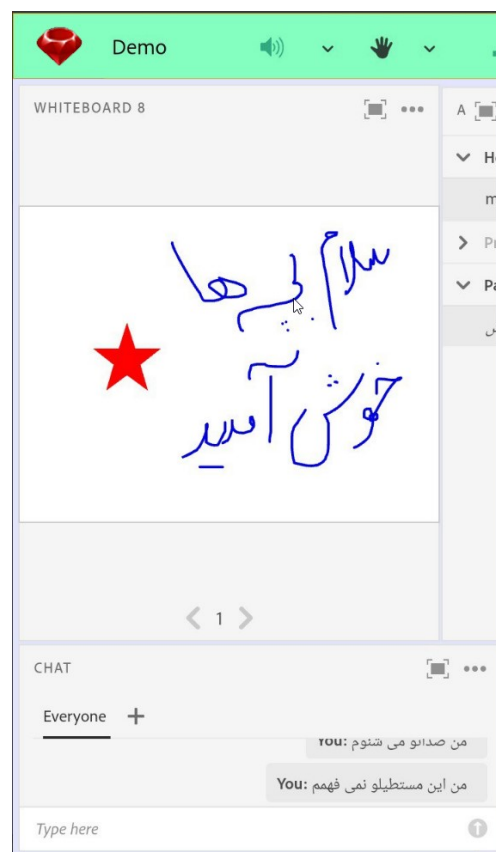 Demo
WHITEBOARD 8
A
سلام بچه ها
خوش آمدید
1
CHAT
Everyone
You: من صداتو می شنوم
You: من این مستطیلو نمی فهمم
Type here